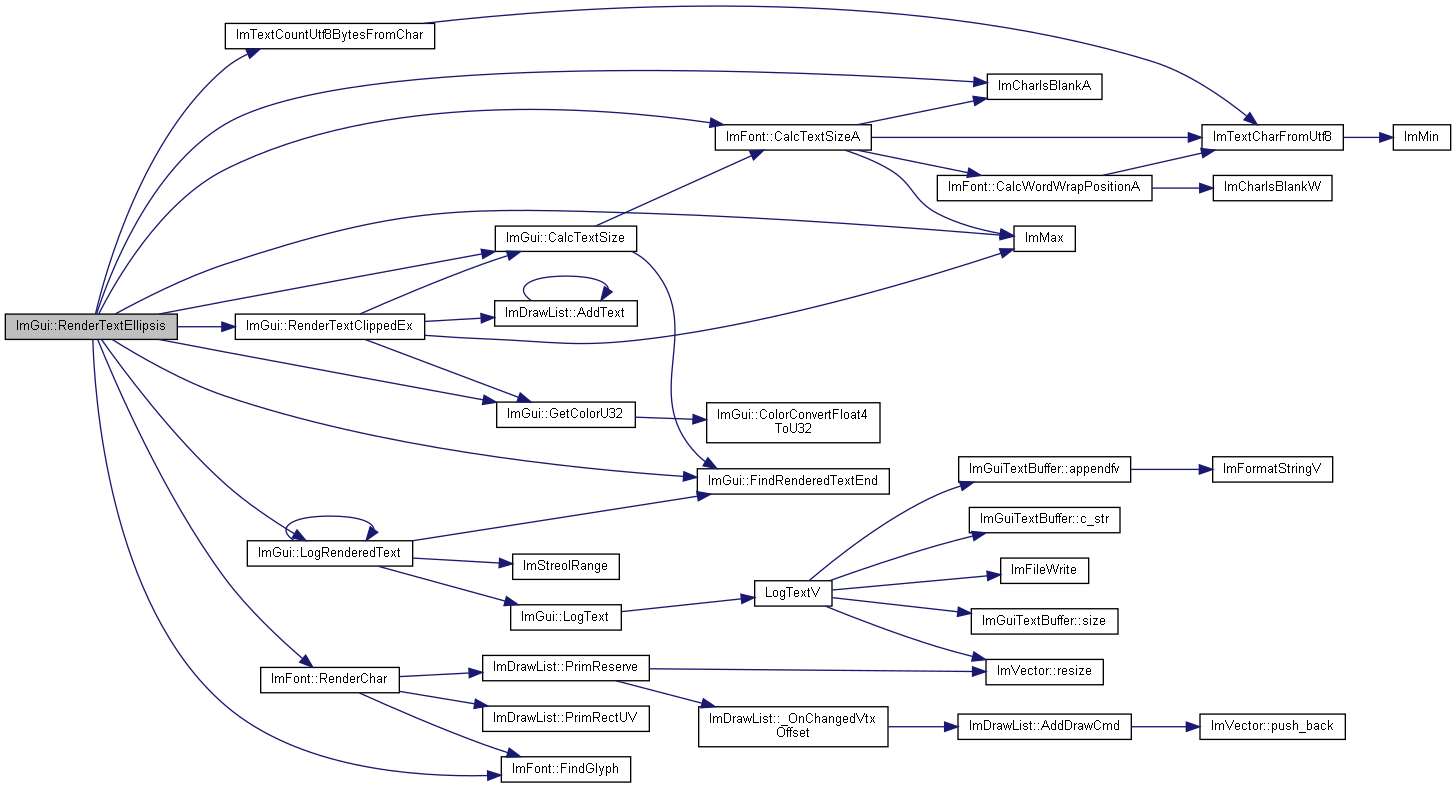 ImTextCountUtf8BytesFromChar
ImCharIsBlankA
ImFont::CalcTextSizeA
ImTextCharFromUtf8
ImMin
ImFont::CalcWordWrapPositionA
ImCharIsBlankW
ImGui::CalcTextSize
ImMax
ImGui::RenderTextEllipsis
ImGui::RenderTextClippedEx
ImDrawList::AddText
ImGui::GetColorU32
ImGui::ColorConvertFloat4
ToU32
ImGui::FindRenderedTextEnd
ImGuiTextBuffer::appendfv
ImFormatStringV
ImGuiTextBuffer::c_str
ImGui::LogRenderedText
ImStreolRange
ImFileWrite
LogTextV
ImGui::LogText
ImGuiTextBuffer::size
ImFont::RenderChar
ImDrawList::PrimReserve
ImVector::resize
ImDrawList::PrimRectUV
ImDrawList::_OnChangedVtx
Offset
ImDrawList::AddDrawCmd
ImVector::push_back
ImFont::FindGlyph